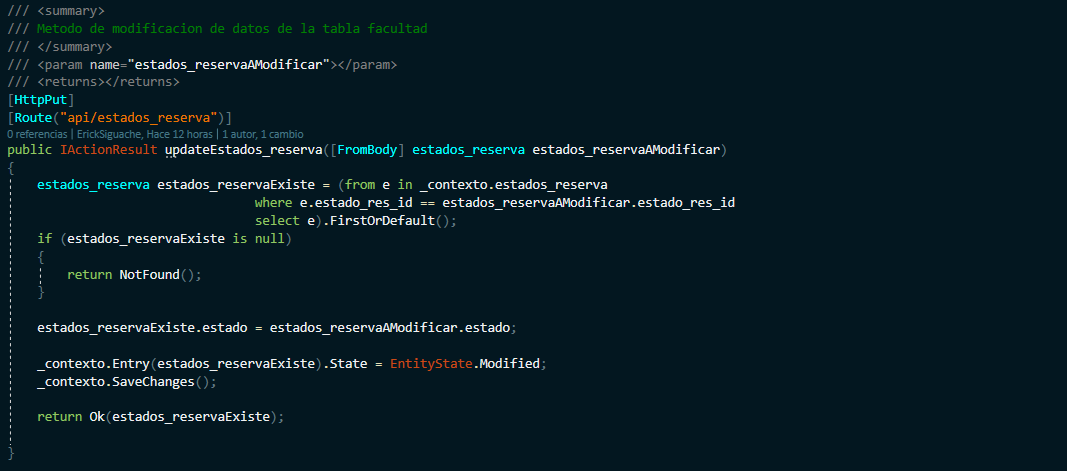 /// <summary>
/// Metodo de modificacion de datos de la tabla facultad
/// </summary>
/// <param name="estados_reservaAModificar"></param>
/// <returns></returns>
[HttpPut]
[Route("api/estados_reserva")]
0 referencias | ErickSiguache, Hace 12 horas | 1 autor, 1 cambio
public IActionResult updateEstados_reserva([FromBody] estados_reserva estados_reservaAModificar)
{
estados_reserva estados_reservaExiste = (from e in _contexto.estados_reserva
where e.estado_res_id == estados_reservaAModificar.estado_res_id
select e).FirstOrDefault();
if (estados_reservaExiste is null)
{
return NotFound();
}
estados_reservaExiste.estado = estados_reservaAModificar.estado;
_contexto.Entry(estados_reservaExiste).State = EntityState.Modified;
_contexto.SaveChanges();
return Ok(estados_reservaExiste);
}